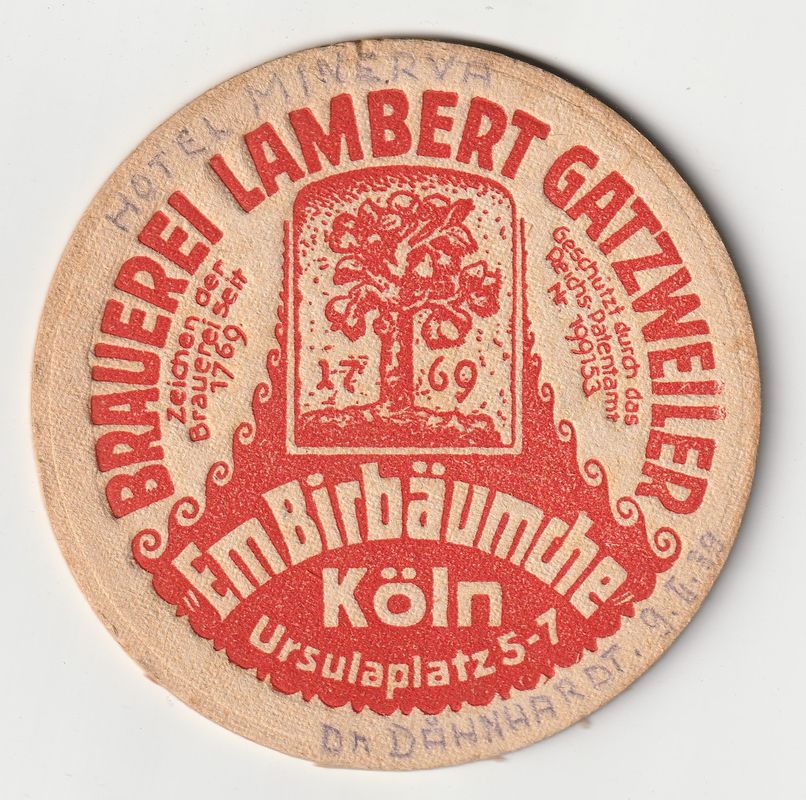 HOTEL MINERVA
BRAUEREI LAMBERT GATZWEILER
Zeichen der
Brauerei seit
1769
Geschützt durch das
Reichs-Patentamt
Nr 199153
17 69
Em Birbäumche
Köln
Ursulaplatz 5-7
Dr DÄHNHARDT. 9.6.39